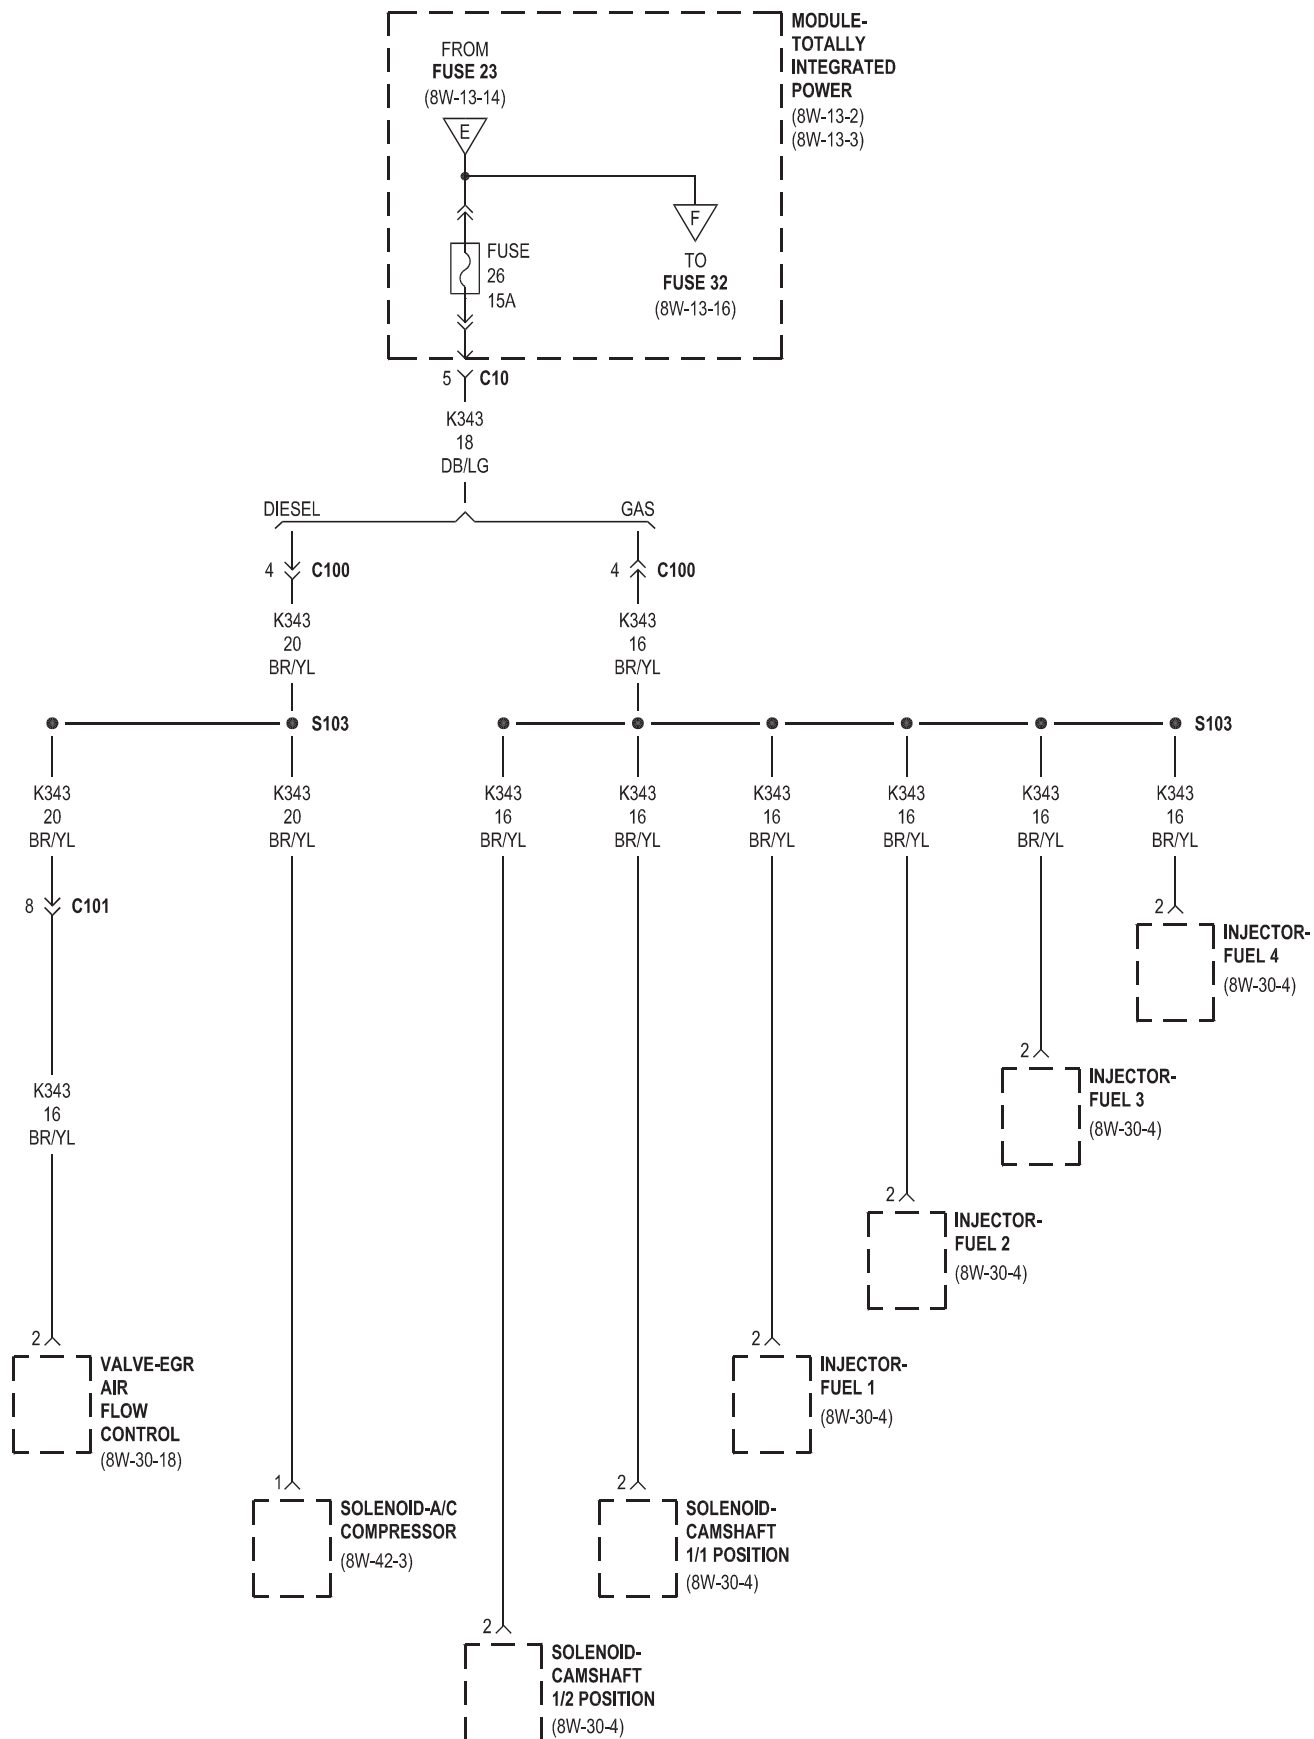 MODULE-
TOTALLY
INTEGRATED
POWER
(8W-13-2)
(8W-13-3)
FROM
FUSE 23
(8W-13-14)
E
F
FUSE
26
15A
TO
FUSE 32
(8W-13-16)
5 C10
K343
18
DB/LG
DIESEL GAS
4 C100 4 C100
K343 K343
20 16
BR/YL BR/YL
S103 S103
K343 K343 K343 K343 K343 K343 K343 K343
20 20 16 16 16 16 16 16
BR/YL BR/YL BR/YL BR/YL BR/YL BR/YL BR/YL BR/YL
8 C101
2
INJECTOR-
FUEL 4
(8W-30-4)
2
INJECTOR-
FUEL 3
(8W-30-4)
K343
16
BR/YL
2
INJECTOR-
FUEL 2
(8W-30-4)
2
VALVE-EGR
AIR
FLOW
CONTROL
(8W-30-18)
2
INJECTOR-
FUEL 1
(8W-30-4)
1
SOLENOID-A/C
COMPRESSOR
(8W-42-3)
2
SOLENOID-
CAMSHAFT
1/1 POSITION
(8W-30-4)
2
SOLENOID-
CAMSHAFT
1/2 POSITION
(8W-30-4)